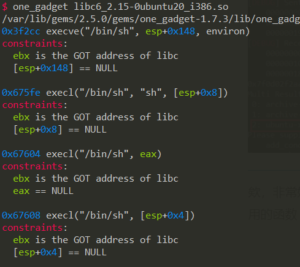 $ one_gadget libc6_2.15-0ubuntu20_i386.so
/var/lib/gems/2.5.0/gems/one_gadget-1.7.3/lib/one_gadg
0x3f2cc execve("/bin/sh", esp+0x148, environ)
constraints:
  ebx is the GOT address of libc
  [esp+0x148] == NULL

0x675fe execl("/bin/sh", "sh", [esp+0x8])
constraints:
  ebx is the GOT address of libc
  [esp+0x8] == NULL

0x67604 execl("/bin/sh", eax)
constraints:
  ebx is the GOT address of libc
  eax == NULL

0x67608 execl("/bin/sh", [esp+0x4])
constraints:
  ebx is the GOT address of libc
  [esp+0x4] == NULL